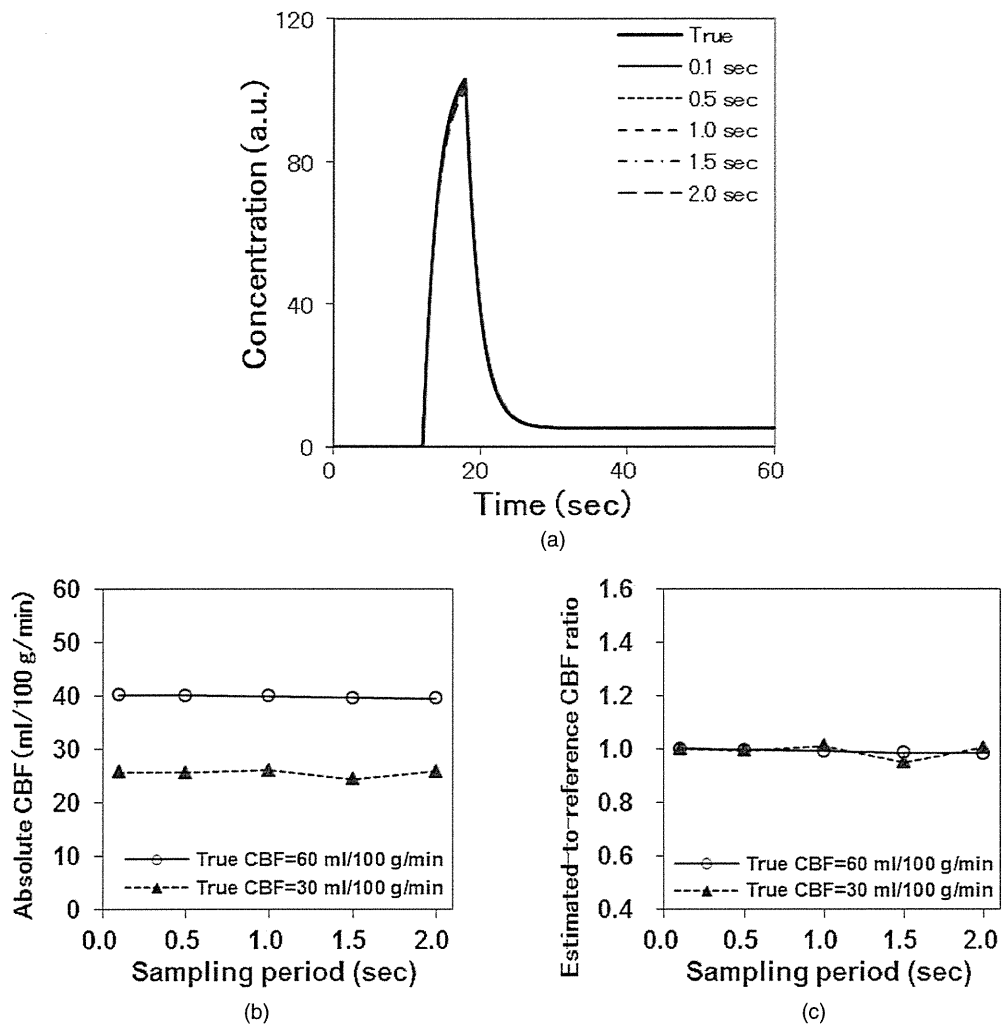 120
80
40
0
Concentration (a.u.)
True
0.1 sec
0.5 sec
1.0 sec
1.5 sec
2.0 sec
0 20 40 60
Time (sec)
(a)
60
50
40
30
20
10
0
Absolute CBF (ml/100 g/min)
True CBF=60 ml/100 g/min
True CBF=30 ml/100 g/min
0.0 0.5 1.0 1.5 2.0
Sampling period (sec)
(b)
1.6
1.4
1.2
1.0
0.8
0.6
0.4
Estimated-to-reference CBF ratio
True CBF=60 ml/100 g/min
True CBF=30 ml/100 g/min
0.0 0.5 1.0 1.5 2.0
Sampling period (sec)
(c)